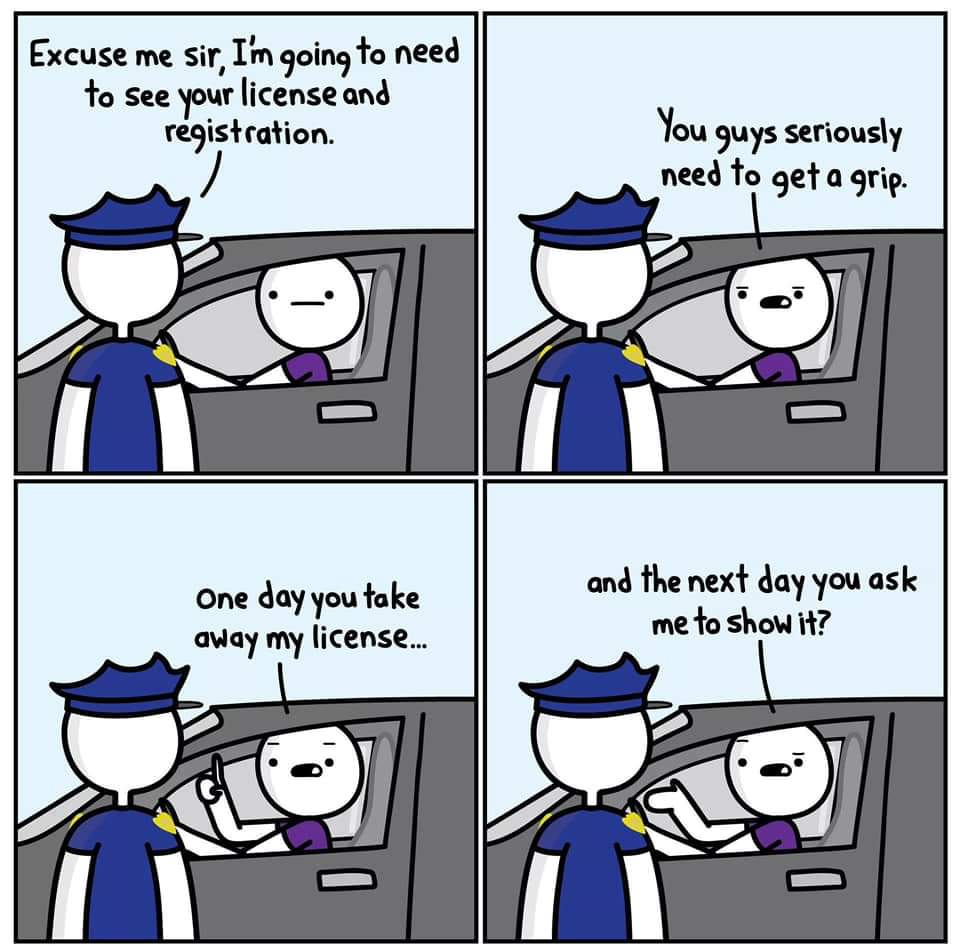 Excuse me sir, I'm going to need
to see your license and
registration.
You guys seriously
need to get a grip.
One day you take
away my license...
and the next day you ask
me to show it?